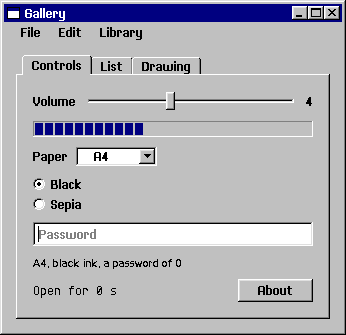 Gallery
File Edit Library
Controls List Drawing
Volume 4
Paper A4
Black
Sepia
Password
A4, black ink, a password of 0
Open for 0 s About